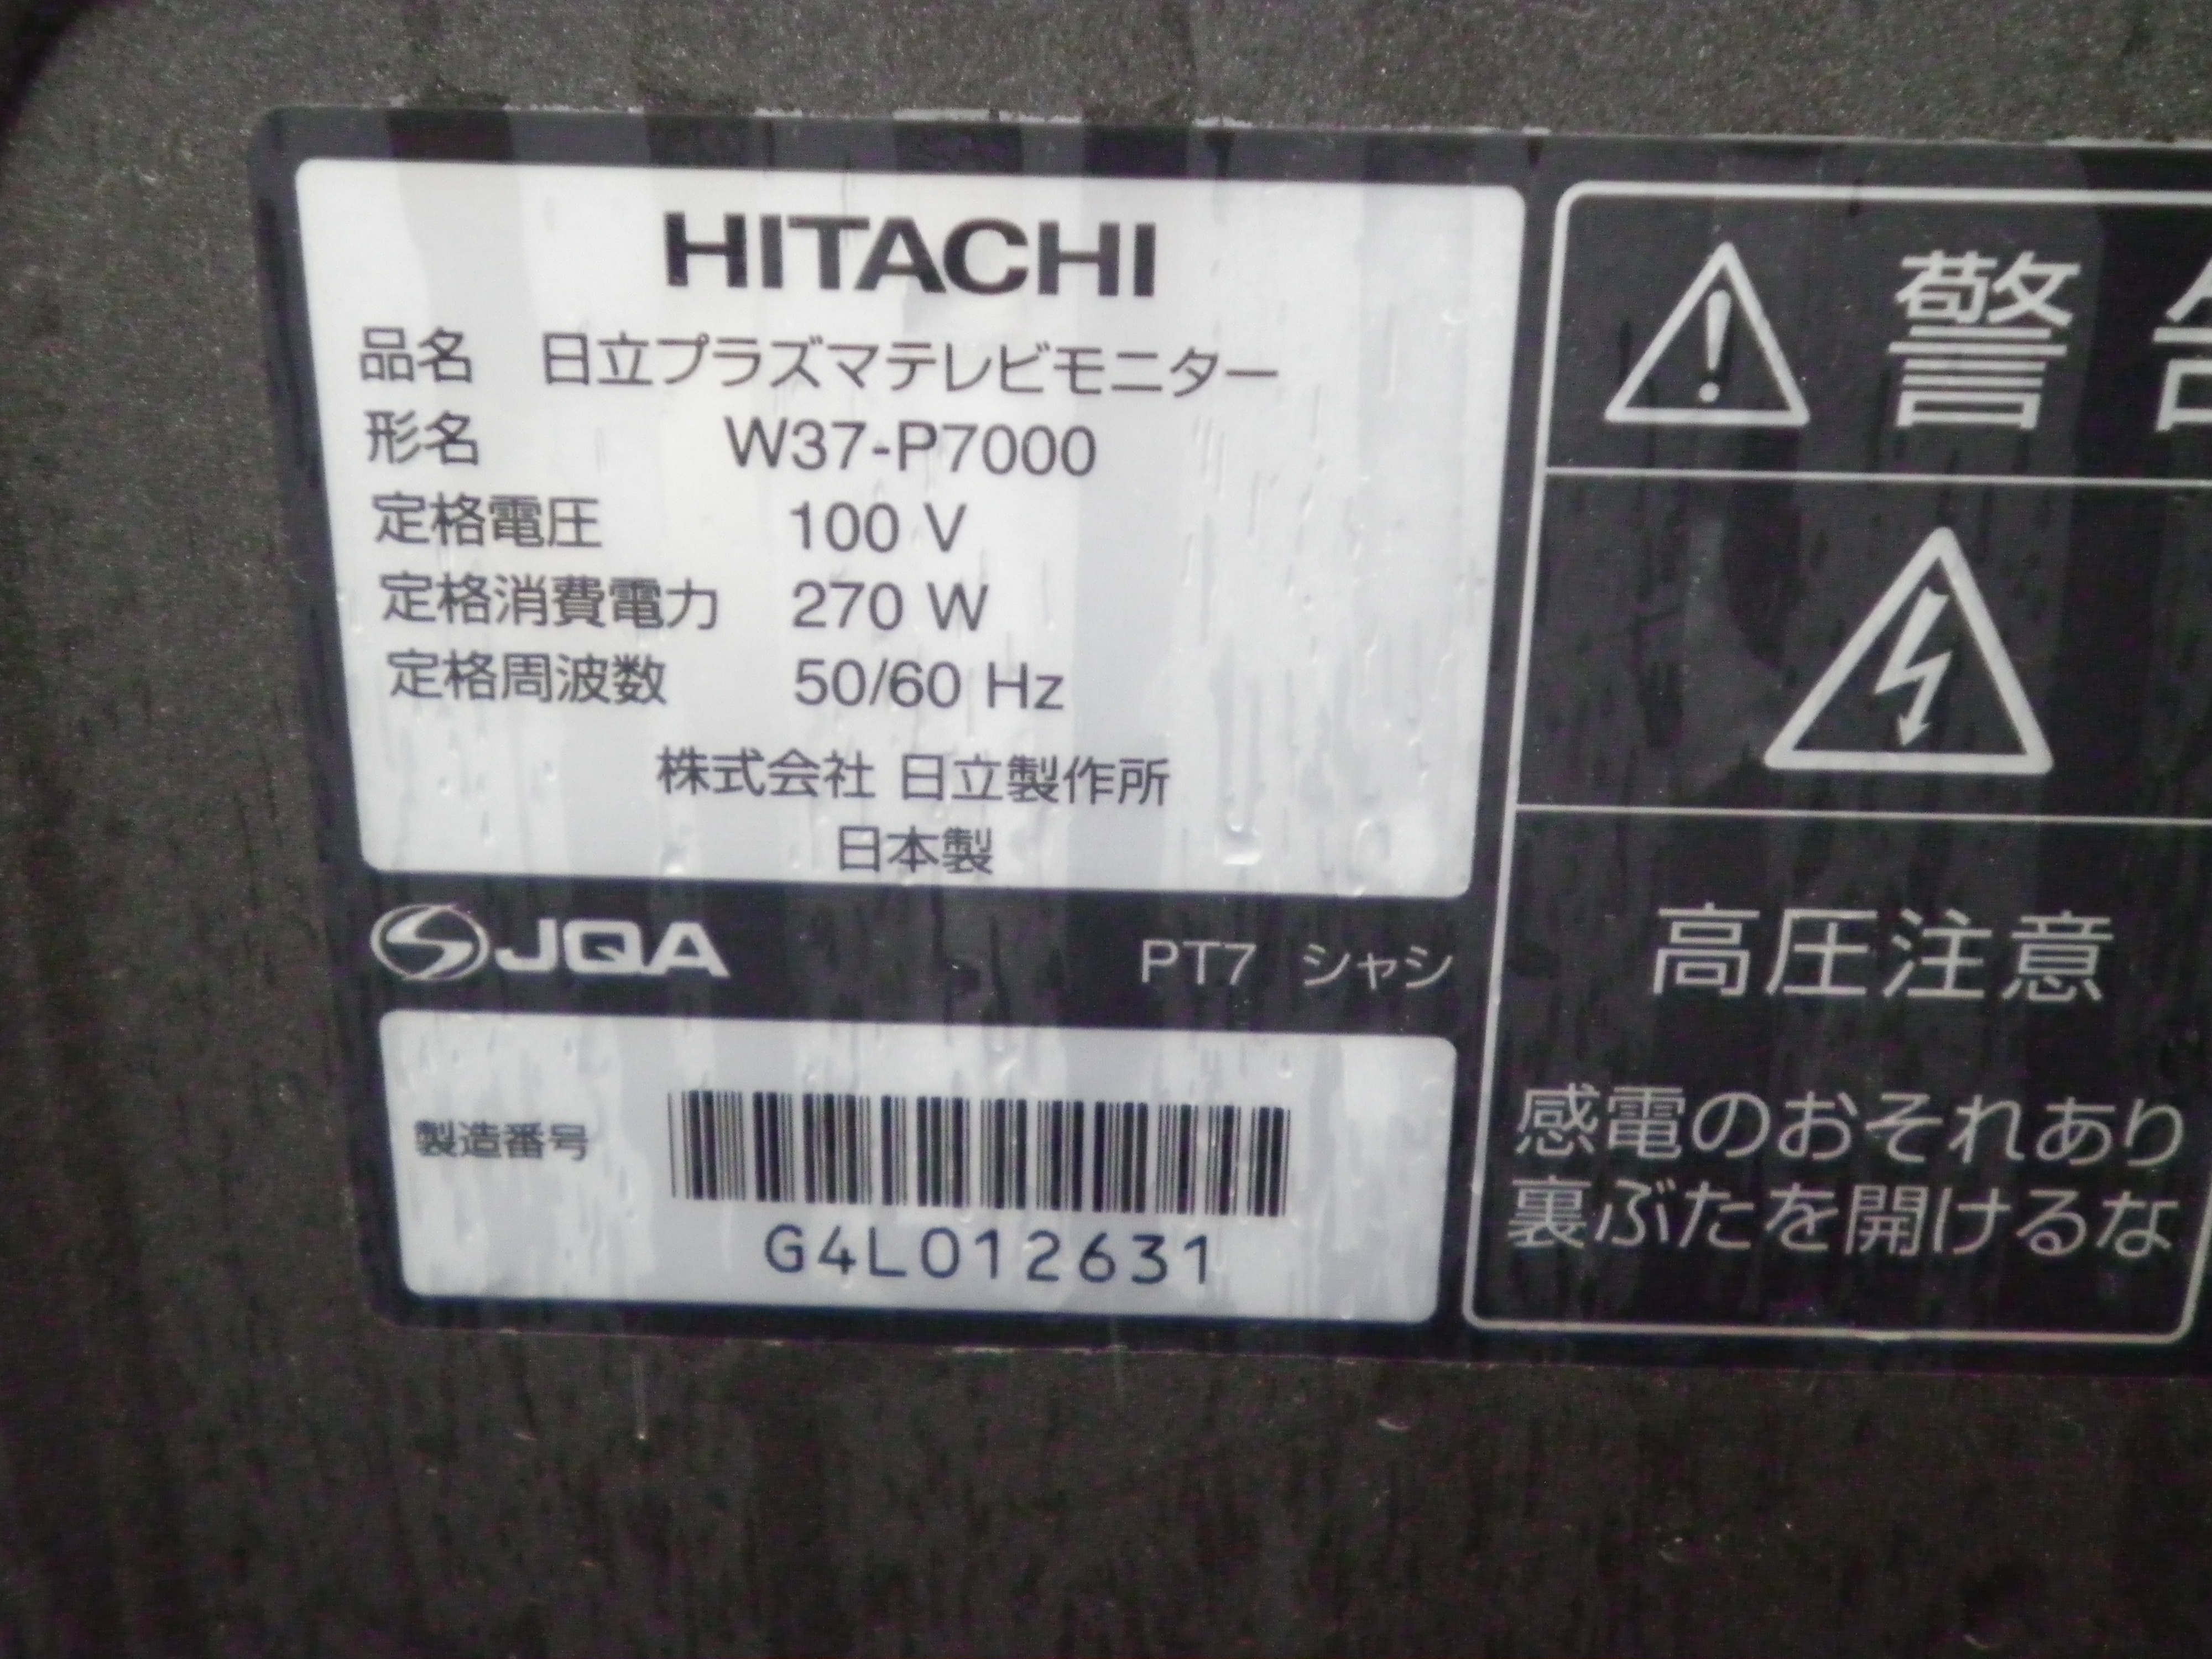 HITACHI
品名 日立プラズマテレビモニター
形名 W37-P7000
定格電圧 100 V
定格消費電力 270 W
定格周波数 50/60 Hz
株式会社 日立製作所
日本製
JQA PT7 シャシ
製造番号
G4L012631
警告
高圧注意
感電のおそれあり
裏ぶたを開けるな